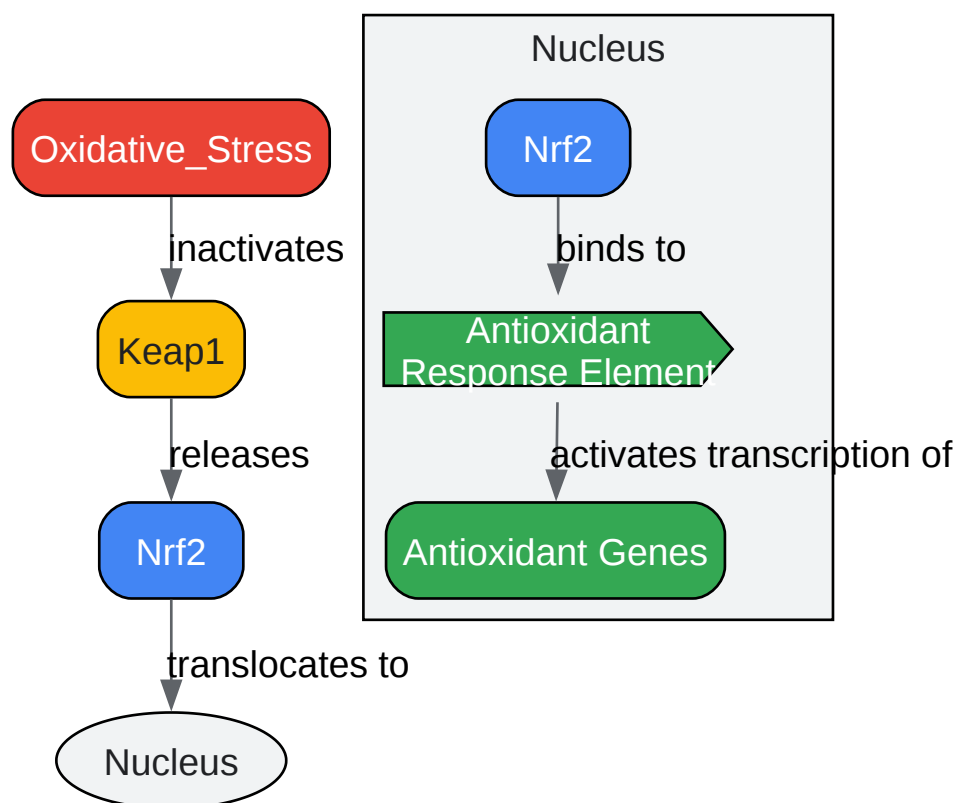 Oxidative_Stress
inactivates
Keap1
releases
Nrf2
translocates to
Nucleus
Nucleus
Nrf2
binds to
Antioxidant
Response Element
activates transcription of
Antioxidant Genes